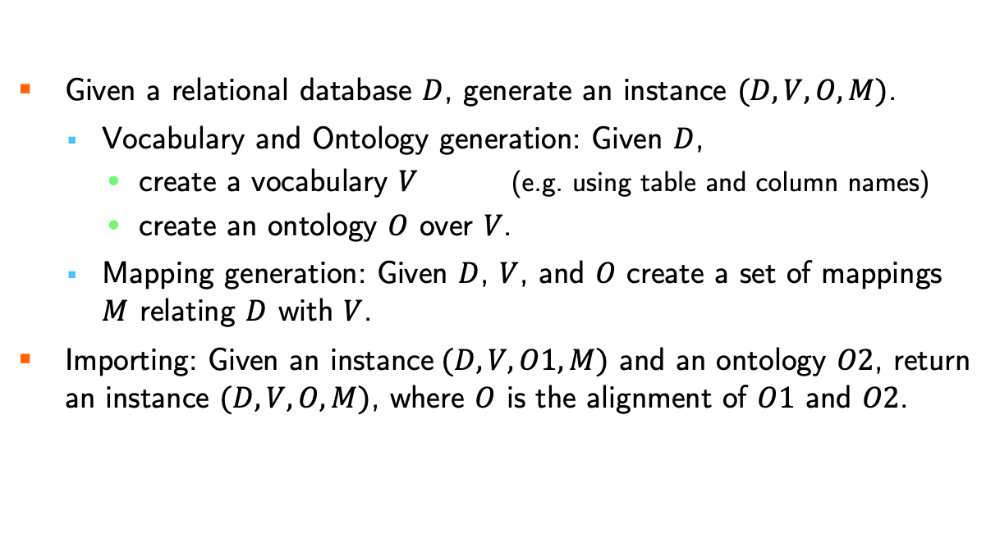 Given a relational database D, generate an instance (D, V, O, M).
Vocabulary and Ontology generation: Given D,
create a vocabulary V (e.g. using table and column names)
create an ontology O over V.
Mapping generation: Given D, V, and O create a set of mappings
M relating D with V.
Importing: Given an instance (D, V, O1, M) and an ontology O2, return
an instance (D, V, O, M), where O is the alignment of O1 and O2.